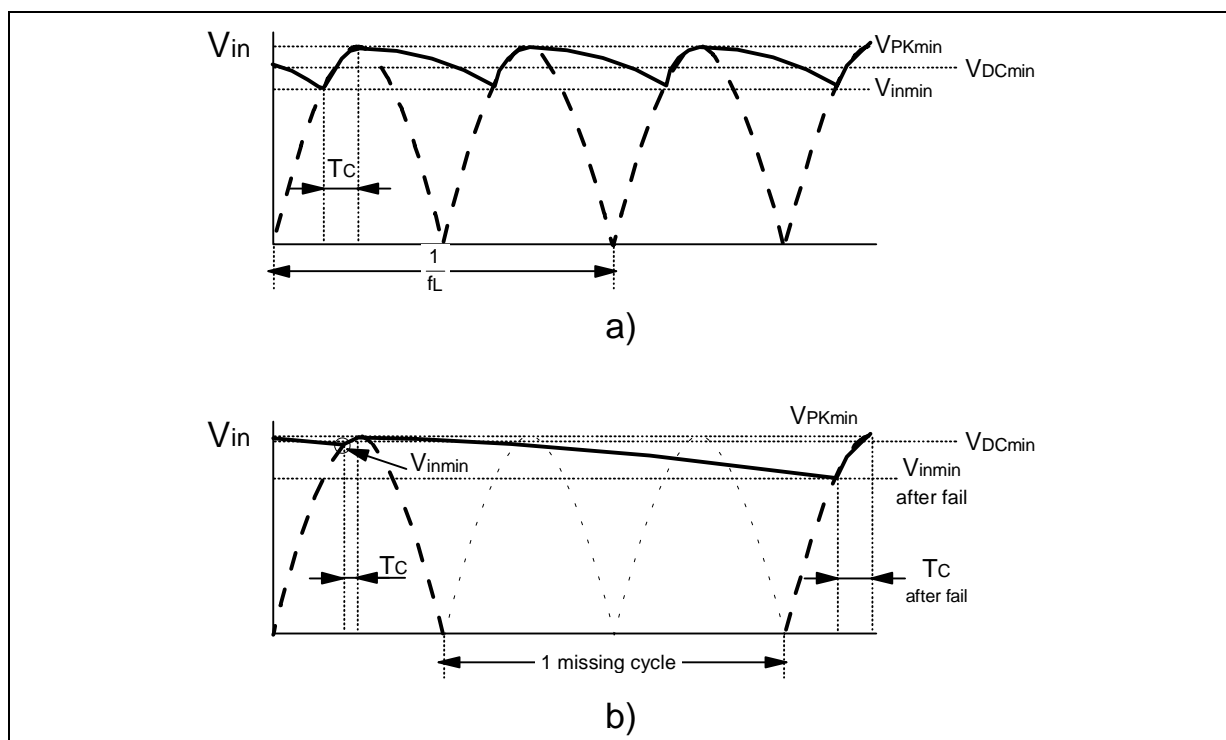 Vin
VPKmin
VDCmin
Vinmin
TC
1
fL
a)
VPKmin
Vin
VDCmin
Vinmin
Vinmin
after fail
TC
TC
after fail
1 missing cycle
b)